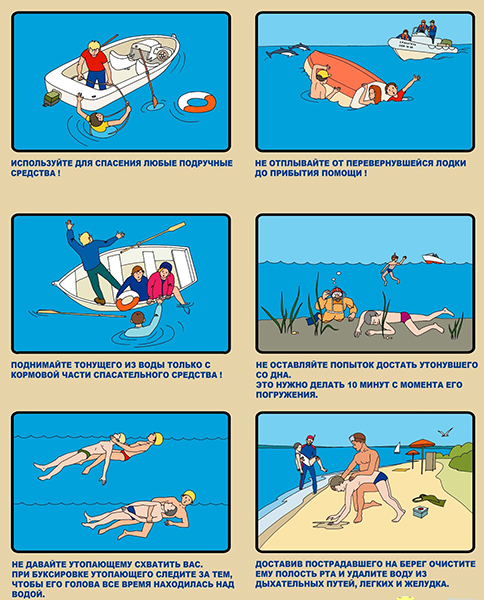 ИСПОЛЬЗУЙТЕ ДЛЯ СПАСЕНИЯ ЛЮБЫЕ ПОДРУЧНЫЕ
СРЕДСТВА !
НЕ ОТПЛЫВАЙТЕ ОТ ПЕРЕВЕРНУВШЕЙСЯ ЛОДКИ
ДО ПРИБЫТИЯ ПОМОЩИ !
ПОДНИМАЙТЕ ТОНУЩЕГО ИЗ ВОДЫ ТОЛЬКО С
КОРМОВОЙ ЧАСТИ СПАСАТЕЛЬНОГО СРЕДСТВА !
НЕ ОСТАВЛЯЙТЕ ПОПЫТОК ДОСТАТЬ УТОНУВШЕГО
СО ДНА.
ЭТО НУЖНО ДЕЛАТЬ 10 МИНУТ С МОМЕНТА ЕГО
ПОГРУЖЕНИЯ.
НЕ ДАВАЙТЕ УТОПАЮЩЕМУ СХВАТИТЬ ВАС.
ПРИ БУКСИРОВКЕ УТОПАЮЩЕГО СЛЕДИТЕ ЗА ТЕМ,
ЧТОБЫ ЕГО ГОЛОВА ВСЕ ВРЕМЯ НАХОДИЛАСЬ НАД
ВОДОЙ.
ДОСТАВИВ ПОСТРАДАВШЕГО НА БЕРЕГ ОЧИСТИТЕ
ЕМУ ПОЛОСТЬ РТА И УДАЛИТЕ ВОДУ ИЗ
ДЫХАТЕЛЬНЫХ ПУТЕЙ, ЛЕГКИХ И ЖЕЛУДКА.